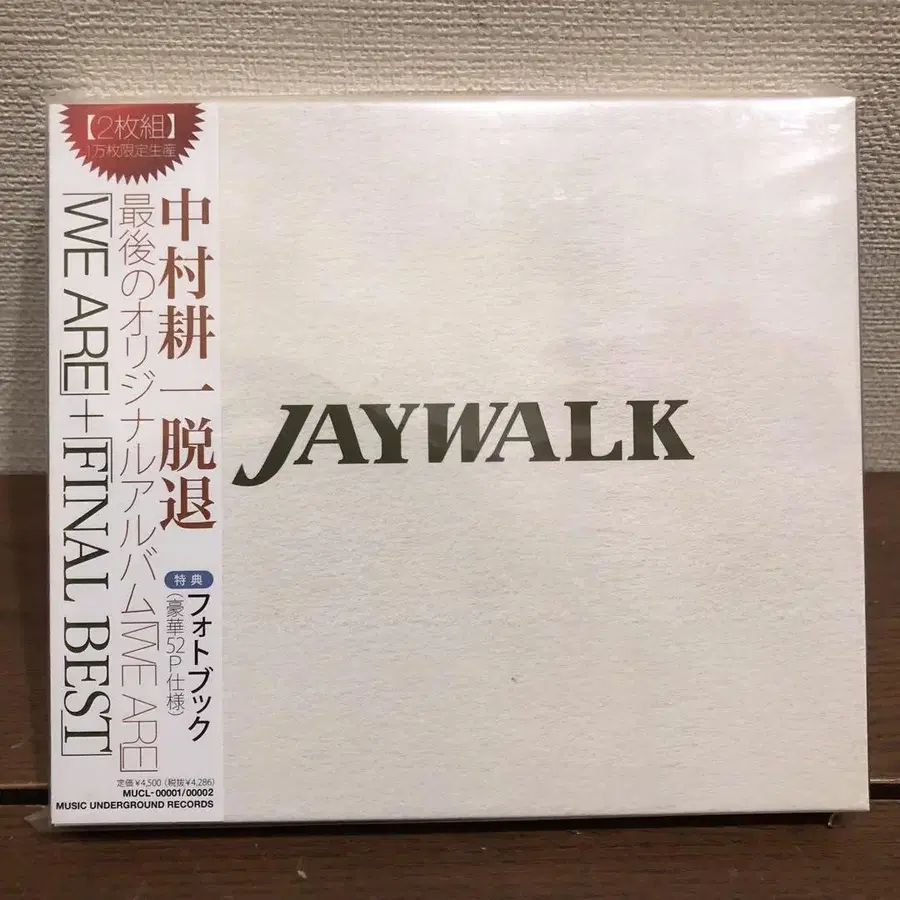 【2枚組】
1万枚限定生産
中村耕一脱退
最後のオリジナルアルバム「WE ARE」
「WE ARE」+「FINAL BEST」
特典
フォトブック
(豪華52P仕様)
定価¥4,500(税抜¥4,286)
MUCL-00001/00002
MUSIC UNDERGROUND RECORDS
JAYWALK